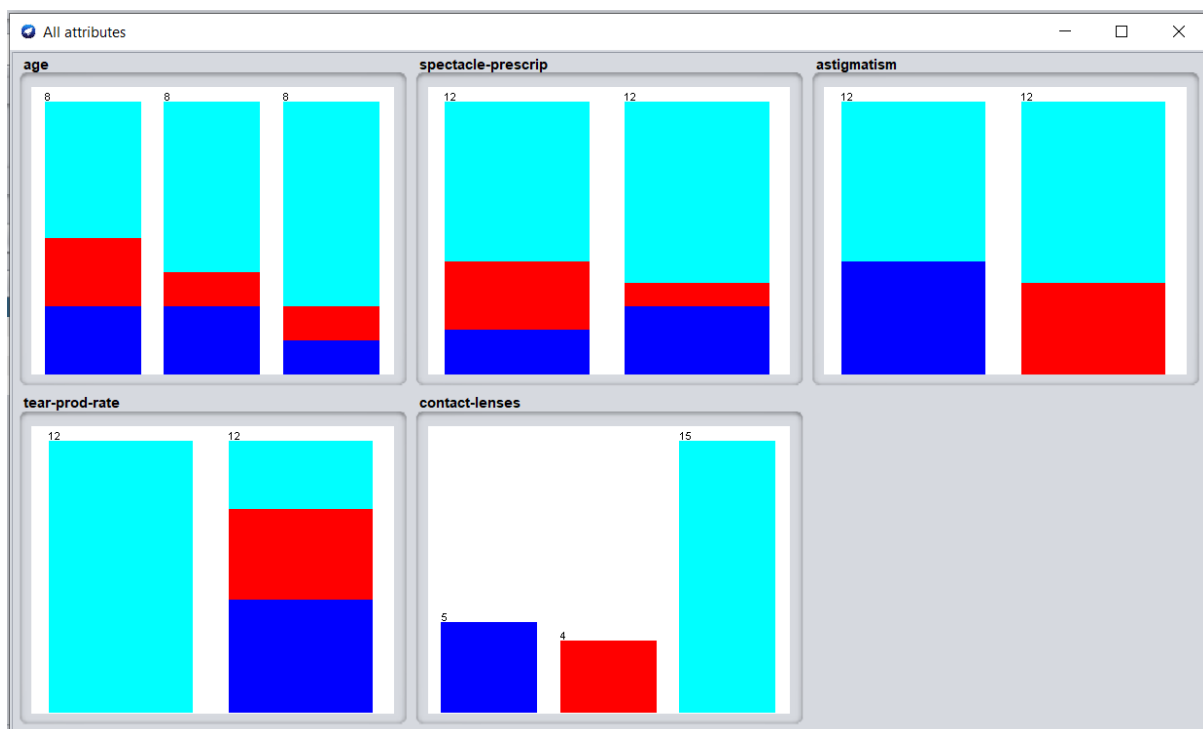 All attributes
age
8 8 8
spectacle-prescrip
12 12
astigmatism
12 12
tear-prod-rate
12 12
contact-lenses
5 4 15